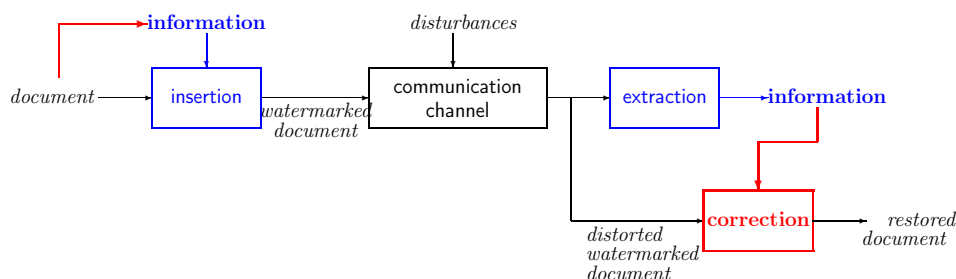 information
disturbances
document
insertion
watermarked
document
communication
channel
extraction
information
correction
distorted
watermarked
document
restored
document